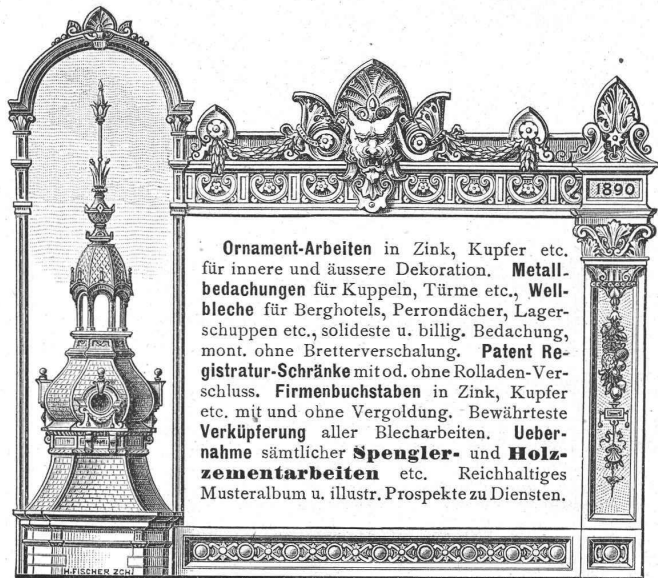 1890
Ornament-Arbeiten in Zink, Kupfer etc.
für innere und äussere Dekoration. Metall-
bedachungen für Kuppeln, Türme etc., Well-
bleche für Berghotels, Perrondächer, Lager-
schuppen etc., solideste u. billig. Bedachung,
mont. ohne Bretterverschalung. Patent Re-
gistratur-Schränke mit od. ohne Rolladen-Ver-
schluss. Firmenbuchstaben in Zink, Kupfer
etc. mit und ohne Vergoldung. Bewährteste
Verküpferung aller Blecharbeiten. Ueber-
nahme sämtlicher Spengler- und Holz-
zementarbeiten etc. Reichhaltiges
Musteralbum u. illustr. Prospekte zu Diensten.
H.FISCHER ZCH